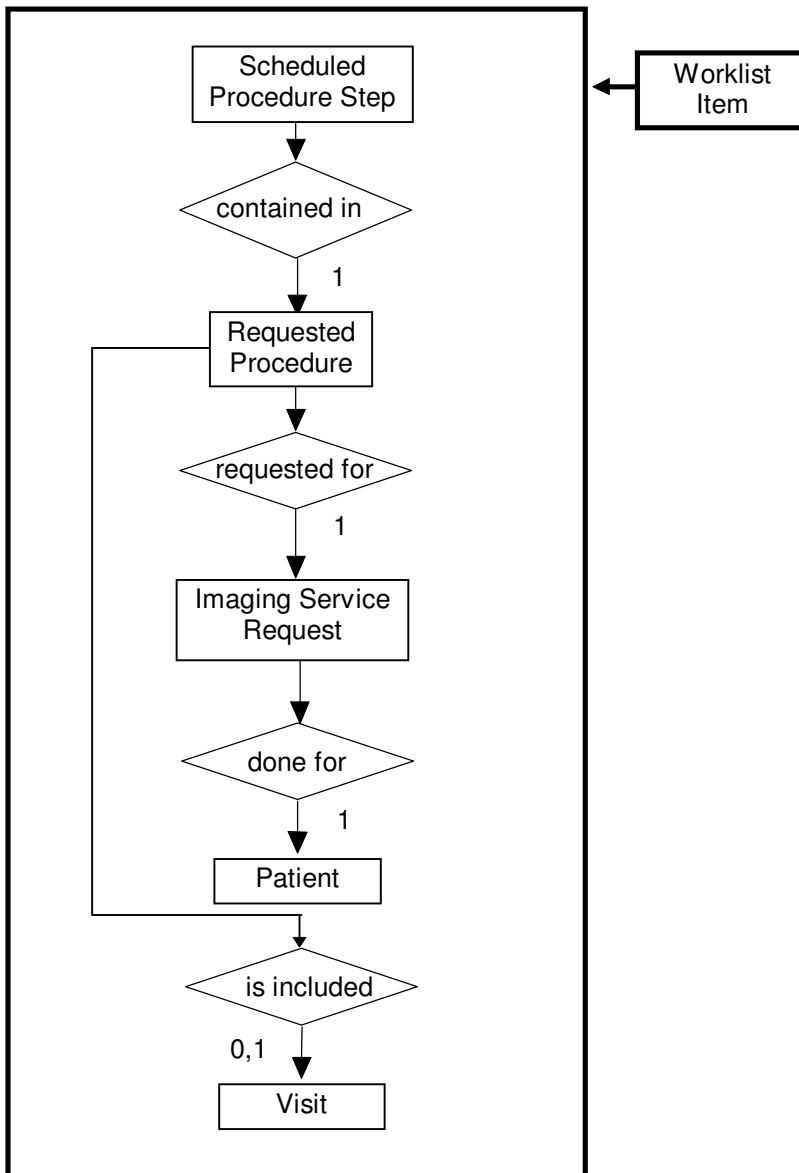 Scheduled
Procedure Step
Worklist
Item
contained in
1
Requested
Procedure
requested for
1
Imaging Service
Request
done for
1
Patient
is included
0,1
Visit